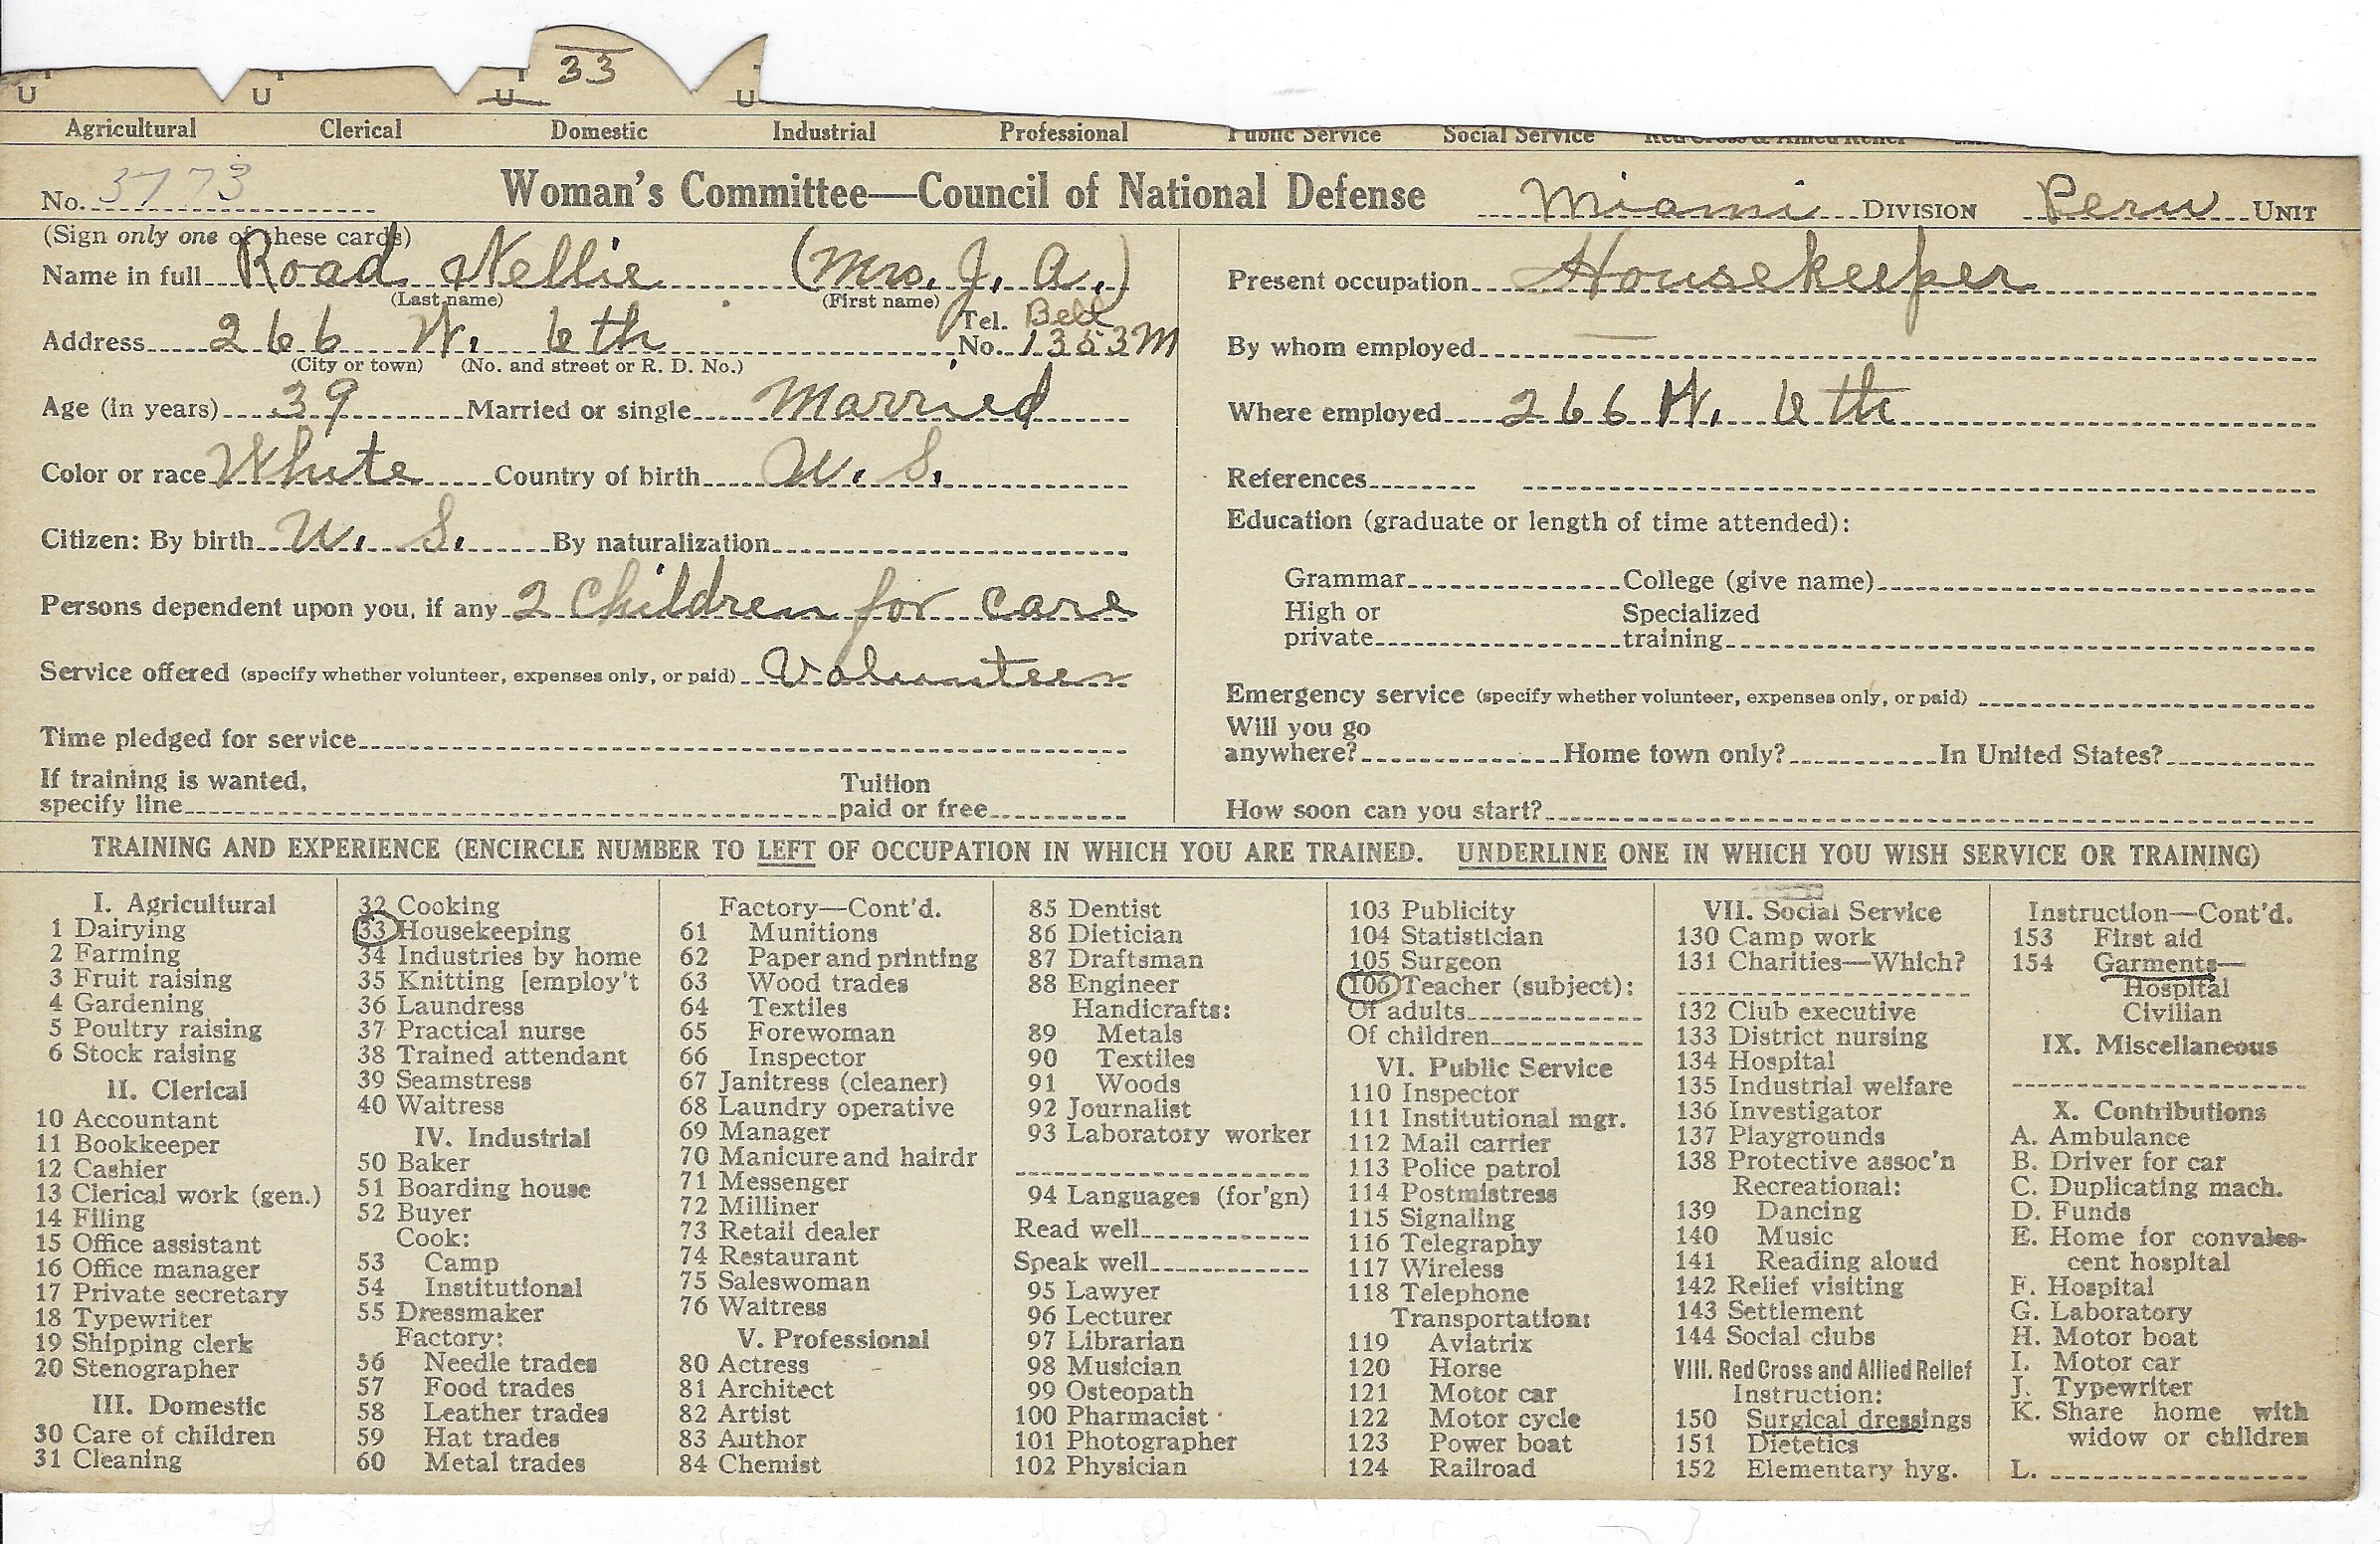 33
U U U U
Agricultural Clerical Domestic Industrial Professional Public Service Social Service Red Cross & Allied Relief
No. 3773 Woman's Committee—Council of National Defense Miami DIVISION Peru UNIT
(Sign only one of these cards)
Name in full Road Nellie (Mrs. J. A.)
(Last name) (First name)
Address 266 W. 6th Tel. No. Bell 1353M
(City or town) (No. and street or R. D. No.)
Age (in years) 39 Married or single Married
Color or race White Country of birth U. S.
Citizen: By birth U. S. By naturalization
Persons dependent upon you, if any 2 Children for care
Service offered (specify whether volunteer, expenses only, or paid) Volunteer
Time pledged for service
If training is wanted,
specify line
Tuition
paid or free
Present occupation Housekeeper
By whom employed —
Where employed 266 W. 6th
References
Education (graduate or length of time attended):
Grammar College (give name)
High or
private
Specialized
training
Emergency service (specify whether volunteer, expenses only, or paid)
Will you go
anywhere? Home town only? In United States?
How soon can you start?
TRAINING AND EXPERIENCE (ENCIRCLE NUMBER TO LEFT OF OCCUPATION IN WHICH YOU ARE TRAINED. UNDERLINE ONE IN WHICH YOU WISH SERVICE OR TRAINING)
I. Agricultural
1 Dairying
2 Farming
3 Fruit raising
4 Gardening
5 Poultry raising
6 Stock raising
II. Clerical
10 Accountant
11 Bookkeeper
12 Cashier
13 Clerical work (gen.)
14 Filing
15 Office assistant
16 Office manager
17 Private secretary
18 Typewriter
19 Shipping clerk
20 Stenographer
III. Domestic
30 Care of children
31 Cleaning
32 Cooking
33 Housekeeping
34 Industries by home
35 Knitting [employ't
36 Laundress
37 Practical nurse
38 Trained attendant
39 Seamstress
40 Waitress
IV. Industrial
50 Baker
51 Boarding house
52 Buyer
Cook:
53 Camp
54 Institutional
55 Dressmaker
Factory:
56 Needle trades
57 Food trades
58 Leather trades
59 Hat trades
60 Metal trades
Factory—Cont'd.
61 Munitions
62 Paper and printing
63 Wood trades
64 Textiles
65 Forewoman
66 Inspector
67 Janitress (cleaner)
68 Laundry operative
69 Manager
70 Manicure and hairdr
71 Messenger
72 Milliner
73 Retail dealer
74 Restaurant
75 Saleswoman
76 Waitress
V. Professional
80 Actress
81 Architect
82 Artist
83 Author
84 Chemist
85 Dentist
86 Dietician
87 Draftsman
88 Engineer
Handicrafts:
89 Metals
90 Textiles
91 Woods
92 Journalist
93 Laboratory worker
94 Languages (for'gn)
Read well
Speak well
95 Lawyer
96 Lecturer
97 Librarian
98 Musician
99 Osteopath
100 Pharmacist
101 Photographer
102 Physician
103 Publicity
104 Statistician
105 Surgeon
106 Teacher (subject):
Of adults
Of children
VI. Public Service
110 Inspector
111 Institutional mgr.
112 Mail carrier
113 Police patrol
114 Postmistress
115 Signaling
116 Telegraphy
117 Wireless
118 Telephone
Transportation:
119 Aviatrix
120 Horse
121 Motor car
122 Motor cycle
123 Power boat
124 Railroad
VII. Social Service
130 Camp work
131 Charities—Which?
132 Club executive
133 District nursing
134 Hospital
135 Industrial welfare
136 Investigator
137 Playgrounds
138 Protective assoc'n
Recreational:
139 Dancing
140 Music
141 Reading aloud
142 Relief visiting
143 Settlement
144 Social clubs
VIII. Red Cross and Allied Relief
Instruction:
150 Surgical dressings
151 Dietetics
152 Elementary hyg.
Instruction—Cont'd.
153 First aid
154 Garments—
Hospital
Civilian
IX. Miscellaneous
X. Contributions
A. Ambulance
B. Driver for car
C. Duplicating mach.
D. Funds
E. Home for convales-
cent hospital
F. Hospital
G. Laboratory
H. Motor boat
I. Motor car
J. Typewriter
K. Share home with
widow or children
L.